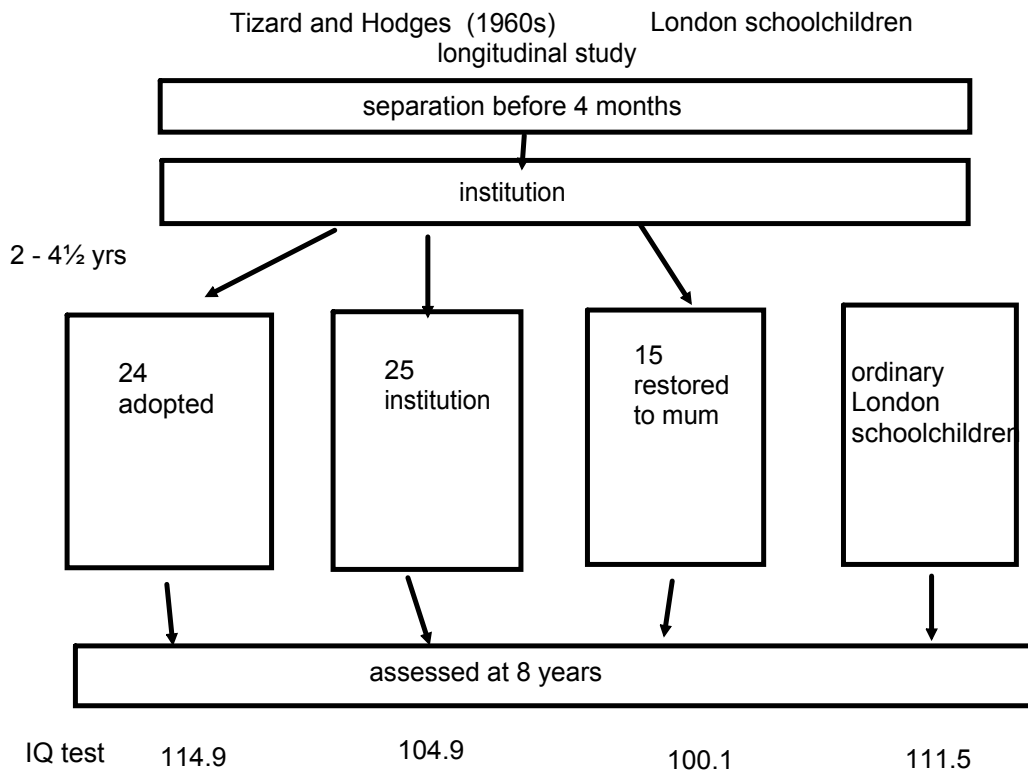 Tizard and Hodges (1960s) London schoolchildren
longitudinal study
separation before 4 months
institution
2 - 4½ yrs
24
adopted
25
institution
15
restored
to mum
ordinary
London
schoolchildren
assessed at 8 years
IQ test 114.9 104.9 100.1 111.5